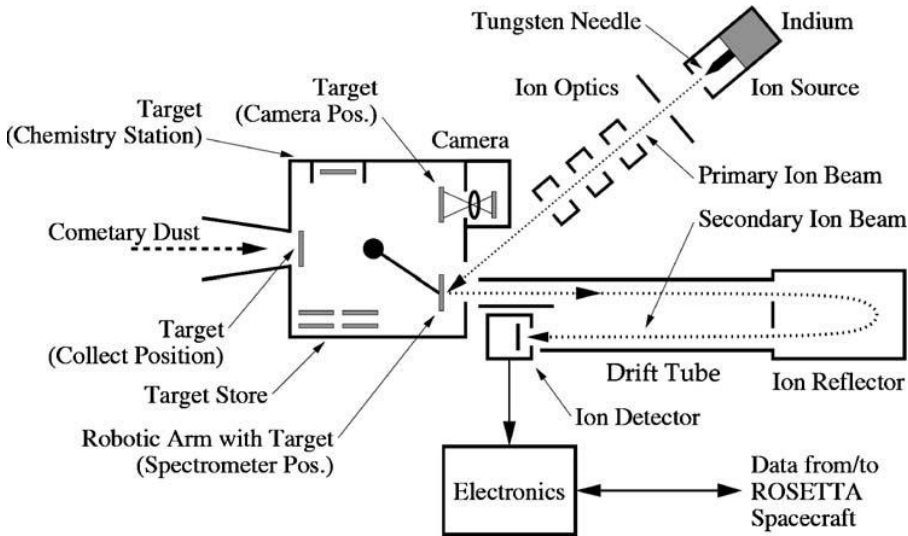 Tungsten Needle
Indium
Ion Optics
Ion Source
Target
(Camera Pos.)
Target
(Chemistry Station)
Camera
Primary Ion Beam
Secondary Ion Beam
Cometary Dust
Target
(Collect Position)
Target Store
Drift Tube
Ion Reflector
Ion Detector
Robotic Arm with Target
(Spectrometer Pos.)
Electronics
Data from/to
ROSETTA
Spacecraft